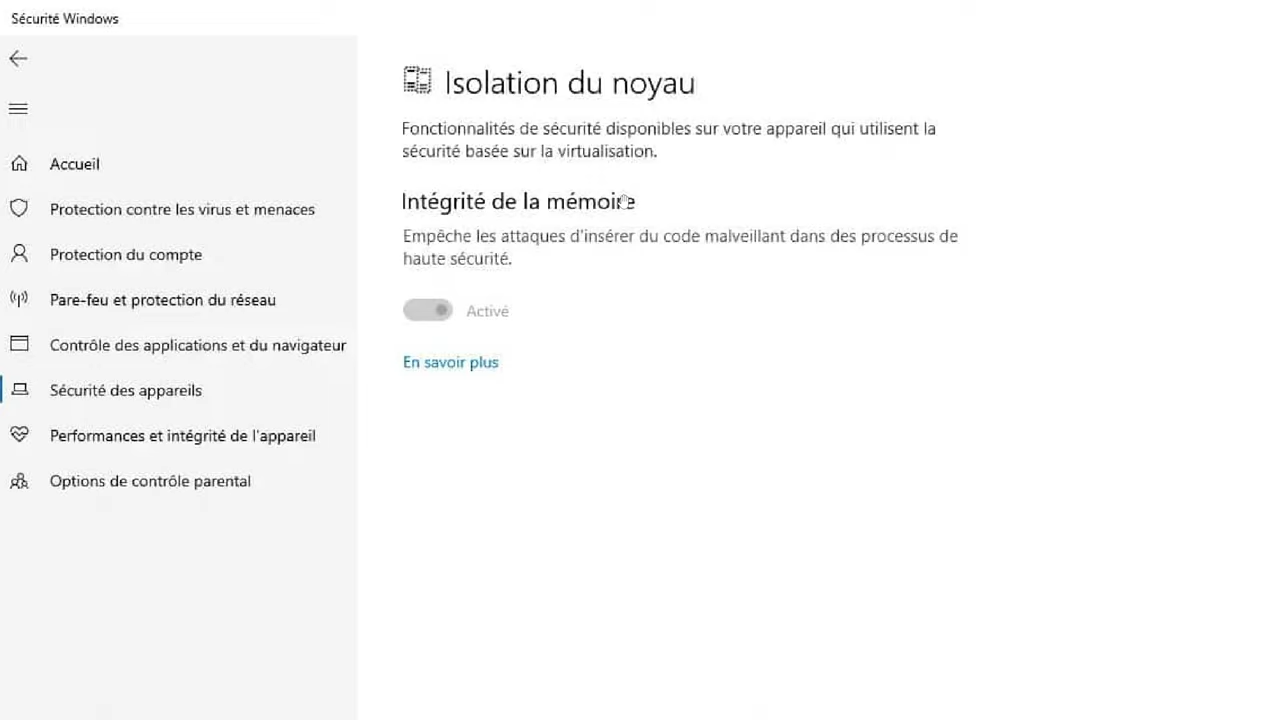 Sécurité Windows
Accueil
Protection contre les virus et menaces
Protection du compte
Pare-feu et protection du réseau
Contrôle des applications et du navigateur
Sécurité des appareils
Performances et intégrité de l'appareil
Options de contrôle parental
Isolation du noyau
Fonctionnalités de sécurité disponibles sur votre appareil qui utilisent la
sécurité basée sur la virtualisation.
Intégrité de la mémoire
Empêche les attaques d'insérer du code malveillant dans des processus de
haute sécurité.
Activé
En savoir plus